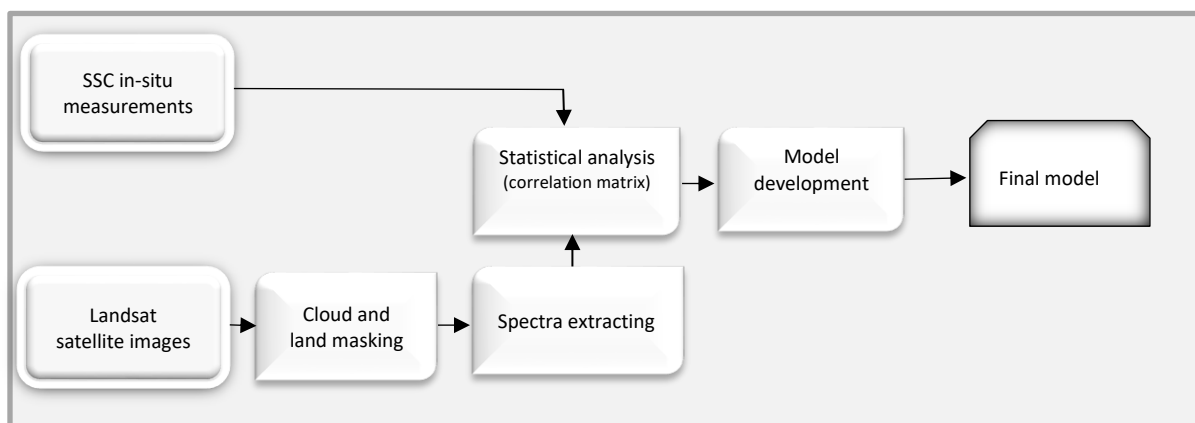 SSC in-situ
measurements
Statistical analysis
(correlation matrix)
Model
development
Final model
Landsat
satellite images
Cloud and
land masking
Spectra extracting